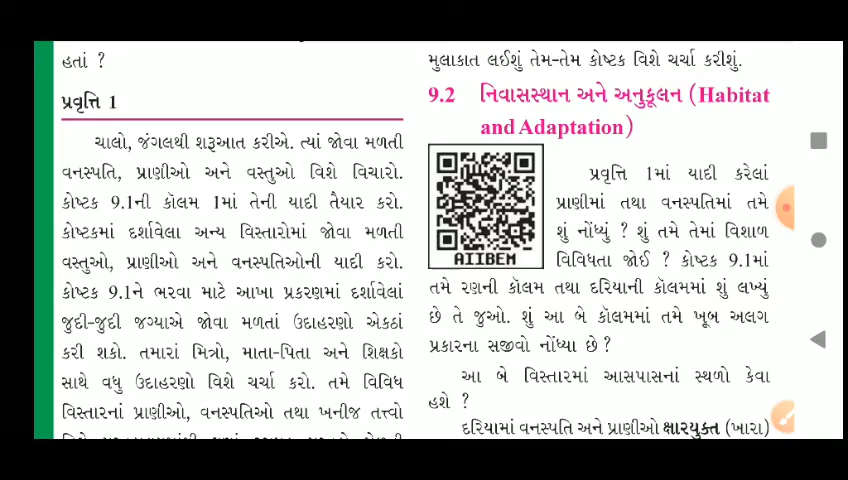 હતાં ?
પ્રવૃત્તિ 1
ચાલો, જંગલથી શરૂઆત કરીએ. ત્યાં જોવા મળતી
વનસ્પતિ, પ્રાણીઓ અને વસ્તુઓ વિશે વિચારો.
કોષ્ટક 9.1ની કૉલમ 1માં તેની યાદી તૈયાર કરો.
કોષ્ટકમાં દર્શાવેલા અન્ય વિસ્તારોમાં જોવા મળતી
વસ્તુઓ, પ્રાણીઓ અને વનસ્પતિઓની યાદી કરો.
કોષ્ટક 9.1ને ભરવા માટે આખા પ્રકરણમાં દર્શાવેલાં
જુદી-જુદી જગ્યાએ જોવા મળતાં ઉદાહરણો એકઠાં
કરી શકો. તમારાં મિત્રો, માતા-પિતા અને શિક્ષકો
સાથે વધુ ઉદાહરણો વિશે ચર્ચા કરો. તમે વિવિધ
વિસ્તારનાં પ્રાણીઓ, વનસ્પતિઓ તથા ખનીજ તત્ત્વો
મુલાકાત લઈશું તેમ-તેમ કોષ્ટક વિશે ચર્ચા કરીશું.
9.2 નિવાસસ્થાન અને અનુકૂલન (Habitat
and Adaptation)
AIIBEM
પ્રવૃત્તિ 1માં યાદી કરેલાં
પ્રાણીમાં તથા વનસ્પતિમાં તમે
શું નોંધ્યું ? શું તમે તેમાં વિશાળ
વિવિધતા જોઈ ? કોષ્ટક 9.1માં
તમે રણની કૉલમ તથા દરિયાની કૉલમમાં શું લખ્યું
છે તે જુઓ. શું આ બે કૉલમમાં તમે ખૂબ અલગ
પ્રકારના સજીવો નોંધ્યા છે ?
આ બે વિસ્તારમાં આસપાસનાં સ્થળો કેવા
હશે ?
દરિયામાં વનસ્પતિ અને પ્રાણીઓ ક્ષારયુક્ત (ખારા)